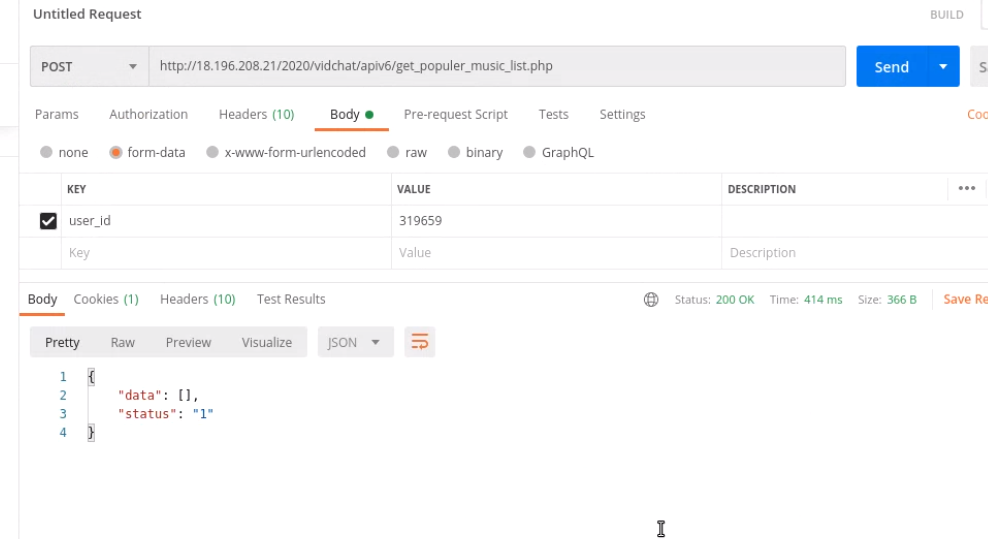 Untitled Request
BUILD
POST
http://18.196.208.21/2020/vidchat/apiv6/get_populer_music_list.php
Send
Params Authorization Headers (10) Body Pre-request Script Tests Settings
none form-data x-www-form-urlencoded raw binary GraphQL
KEY VALUE DESCRIPTION
user_id 319659
Key Value Description
Body Cookies (1) Headers (10) Test Results Status: 200 OK Time: 414 ms Size: 366 B
Pretty Raw Preview Visualize JSON
1 {
2 "data": [],
3 "status": "1"
4 }